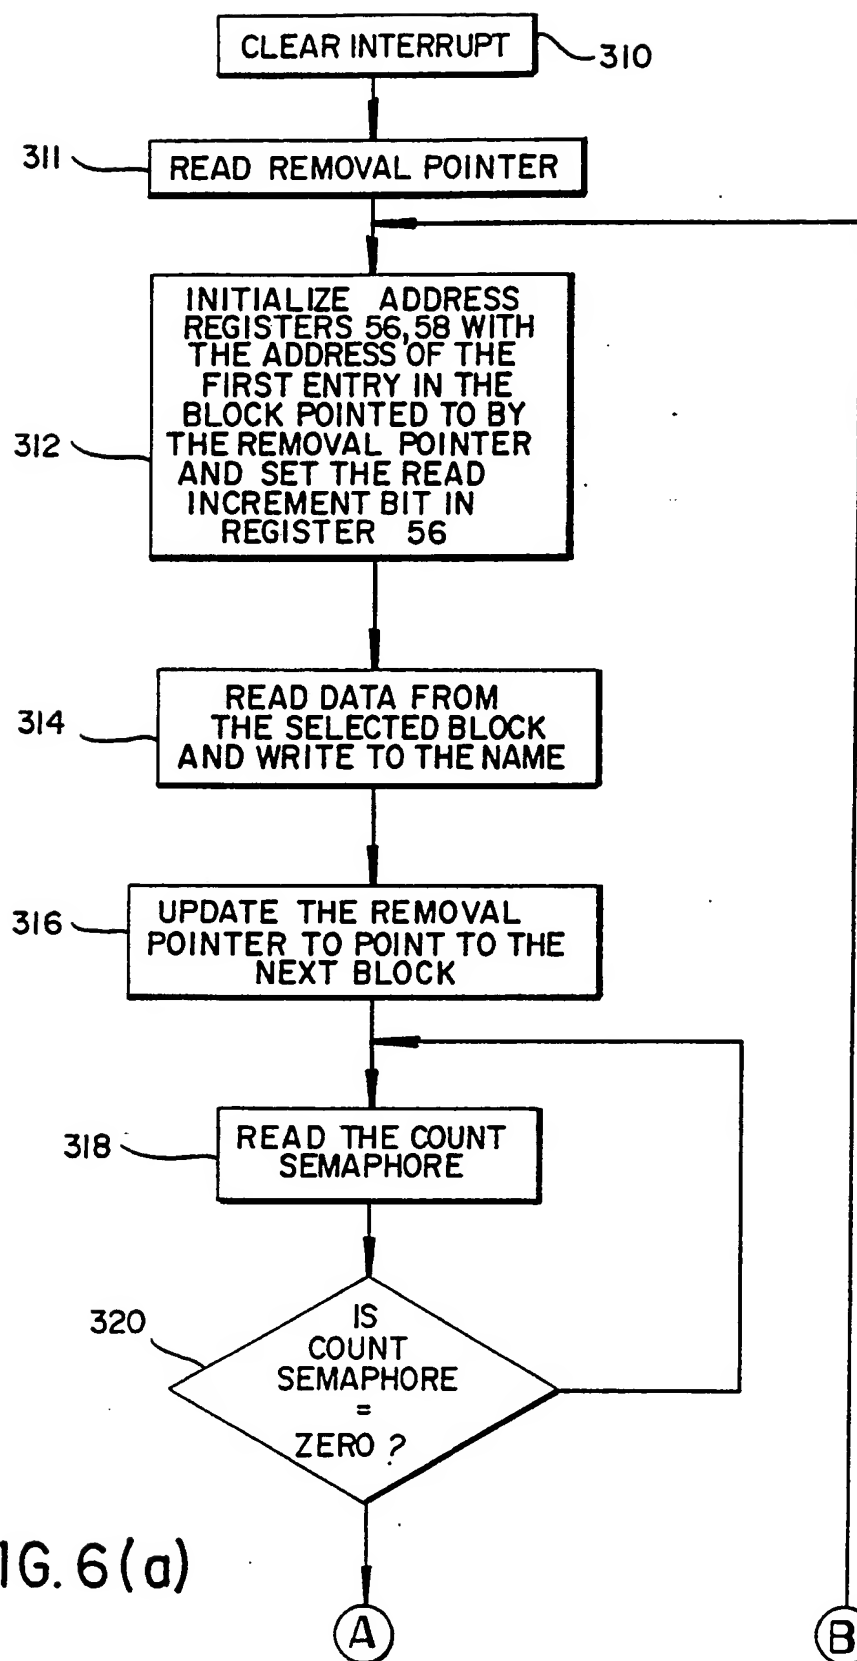 CLEAR INTERRUPT
310
311
READ REMOVAL POINTER
INITIALIZE ADDRESS
REGISTERS 56,58 WITH
THE ADDRESS OF THE
FIRST ENTRY IN THE
BLOCK POINTED TO BY
THE REMOVAL POINTER
AND SET THE READ
INCREMENT BIT IN
REGISTER 56
312
READ DATA FROM
THE SELECTED BLOCK
AND WRITE TO THE NAME
314
UPDATE THE REMOVAL
POINTER TO POINT TO THE
NEXT BLOCK
316
READ THE COUNT
SEMAPHORE
318
320
IS
COUNT
SEMAPHORE
=
ZERO ?
IG. 6(a)
A
B